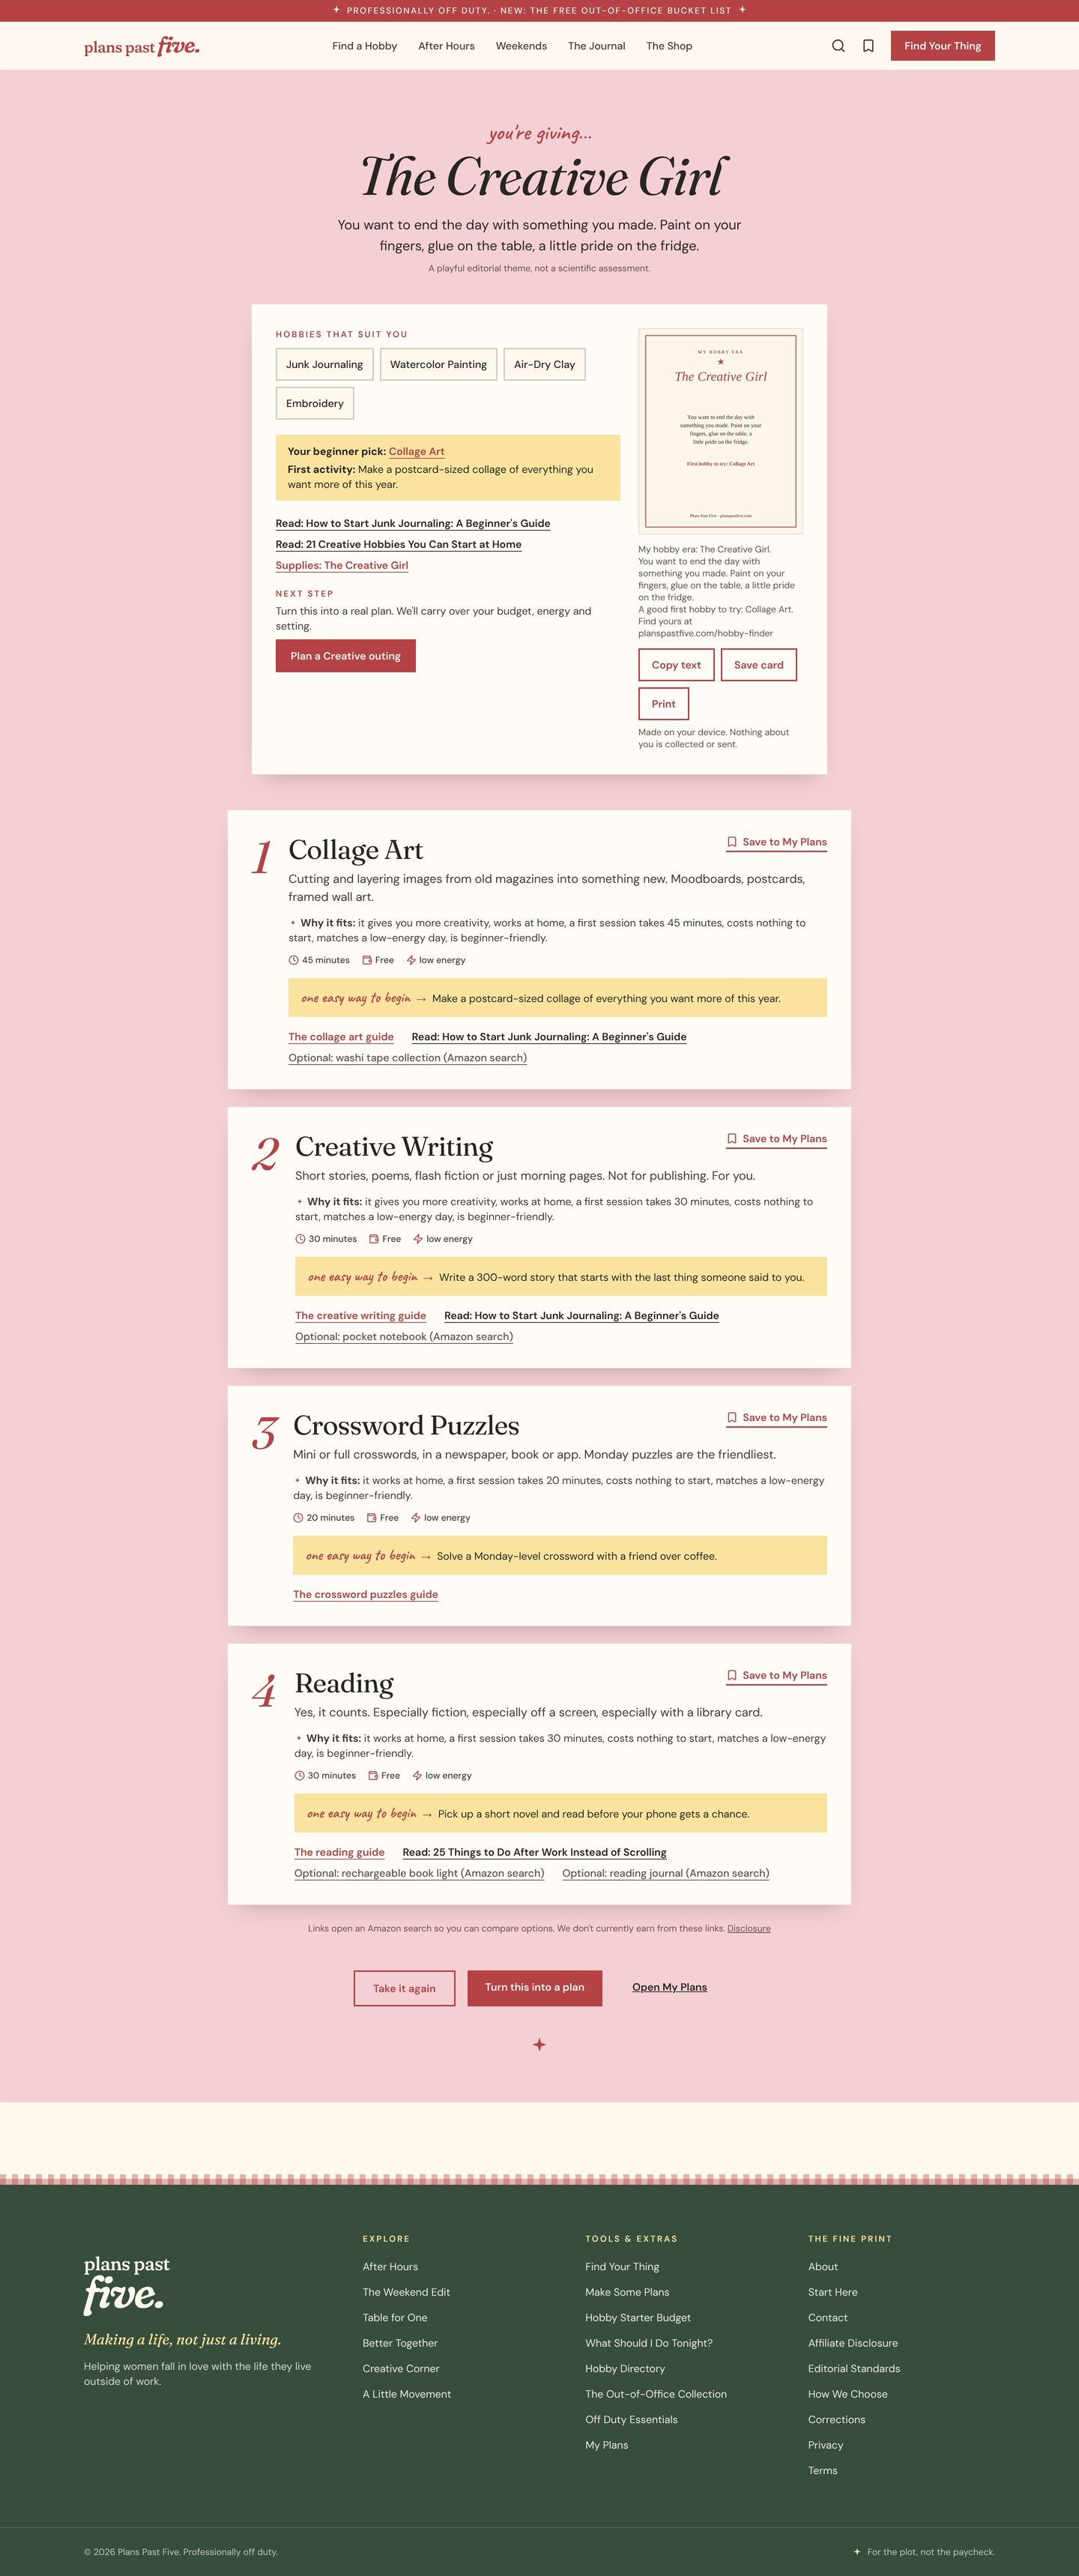 PROFESSIONALLY OFF DUTY. · NEW: THE FREE OUT-OF-OFFICE BUCKET LIST
plans past five.
Find a Hobby
After Hours
Weekends
The Journal
The Shop
Find Your Thing
you're giving...
The Creative Girl
You want to end the day with something you made. Paint on your
fingers, glue on the table, a little pride on the fridge.
A playful editorial theme, not a scientific assessment.
HOBBIES THAT SUIT YOU
Junk Journaling
Watercolor Painting
Air-Dry Clay
Embroidery
Your beginner pick: Collage Art
First activity: Make a postcard-sized collage of everything you
want more of this year.
Read: How to Start Junk Journaling: A Beginner's Guide
Read: 21 Creative Hobbies You Can Start at Home
Supplies: The Creative Girl
NEXT STEP
Turn this into a real plan. We'll carry over your budget, energy and
setting.
Plan a Creative outing
MY HOBBY ERA
The Creative Girl
You want to end the day with
something you made. Paint on your
fingers, glue on the table, a
little pride on the fridge.
First hobby to try: Collage Art
Plans Past Five · planspastfive.com
My hobby era: The Creative Girl.
You want to end the day with
something you made. Paint on your
fingers, glue on the table, a little pride
on the fridge.
A good first hobby to try: Collage Art.
Find yours at
planspastfive.com/hobby-finder
Copy text
Save card
Print
Made on your device. Nothing about
you is collected or sent.
1
Collage Art
Save to My Plans
Cutting and layering images from old magazines into something new. Moodboards, postcards,
framed wall art.
Why it fits: it gives you more creativity, works at home, a first session takes 45 minutes, costs nothing to
start, matches a low-energy day, is beginner-friendly.
45 minutes
Free
low energy
one easy way to begin → Make a postcard-sized collage of everything you want more of this year.
The collage art guide
Read: How to Start Junk Journaling: A Beginner's Guide
Optional: washi tape collection (Amazon search)
2
Creative Writing
Save to My Plans
Short stories, poems, flash fiction or just morning pages. Not for publishing. For you.
Why it fits: it gives you more creativity, works at home, a first session takes 30 minutes, costs nothing to
start, matches a low-energy day, is beginner-friendly.
30 minutes
Free
low energy
one easy way to begin → Write a 300-word story that starts with the last thing someone said to you.
The creative writing guide
Read: How to Start Junk Journaling: A Beginner's Guide
Optional: pocket notebook (Amazon search)
3
Crossword Puzzles
Save to My Plans
Mini or full crosswords, in a newspaper, book or app. Monday puzzles are the friendliest.
Why it fits: it works at home, a first session takes 20 minutes, costs nothing to start, matches a low-energy
day, is beginner-friendly.
20 minutes
Free
low energy
one easy way to begin → Solve a Monday-level crossword with a friend over coffee.
The crossword puzzles guide
4
Reading
Save to My Plans
Yes, it counts. Especially fiction, especially off a screen, especially with a library card.
Why it fits: it works at home, a first session takes 30 minutes, costs nothing to start, matches a low-energy
day, is beginner-friendly.
30 minutes
Free
low energy
one easy way to begin → Pick up a short novel and read before your phone gets a chance.
The reading guide
Read: 25 Things to Do After Work Instead of Scrolling
Optional: rechargeable book light (Amazon search)
Optional: reading journal (Amazon search)
Links open an Amazon search so you can compare options. We don't currently earn from these links. Disclosure
Take it again
Turn this into a plan
Open My Plans
plans past
five.
Making a life, not just a living.
Helping women fall in love with the life they live
outside of work.
EXPLORE
After Hours
The Weekend Edit
Table for One
Better Together
Creative Corner
A Little Movement
TOOLS & EXTRAS
Find Your Thing
Make Some Plans
Hobby Starter Budget
What Should I Do Tonight?
Hobby Directory
The Out-of-Office Collection
Off Duty Essentials
My Plans
THE FINE PRINT
About
Start Here
Contact
Affiliate Disclosure
Editorial Standards
How We Choose
Corrections
Privacy
Terms
© 2026 Plans Past Five. Professionally off duty.
For the plot, not the paycheck.